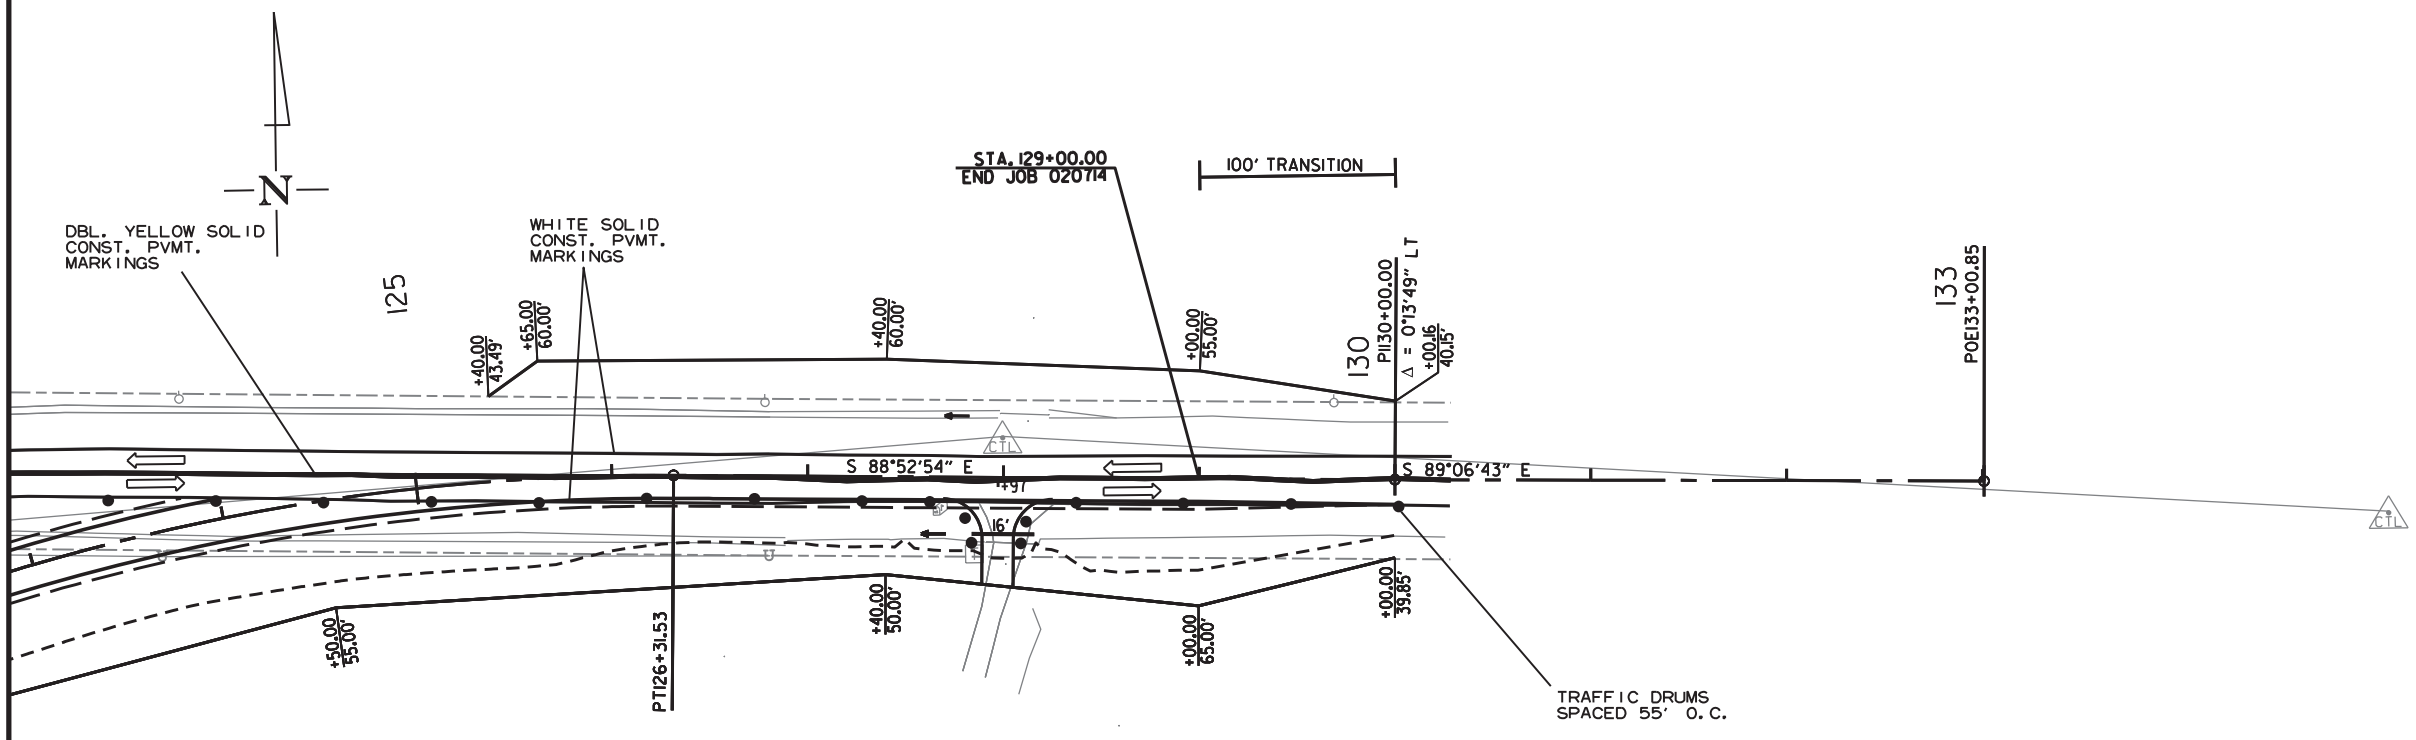 N
DBL. YELLOW SOLID
CONST. PVMT.
MARKINGS
125
WHITE SOLID
CONST. PVMT.
MARKINGS
STA. 129+00.00
END JOB 020714
100' TRANSITION
+40.00
43.49'
+65.00
60.00'
+40.00
60.00'
+00.00
55.00'
130
PI130+00.00
Δ = 0°13'49" LT
+00.16
40.15'
133
POE133+00.85
CTL
S 88°52'54" E
S 89°06'43" E
+97
16'
CTL
U
+50.00
55.00'
PT126+31.53
+40.00
50.00'
+00.00
65.00'
+00.00
39.85'
TRAFFIC DRUMS
SPACED 55' O.C.